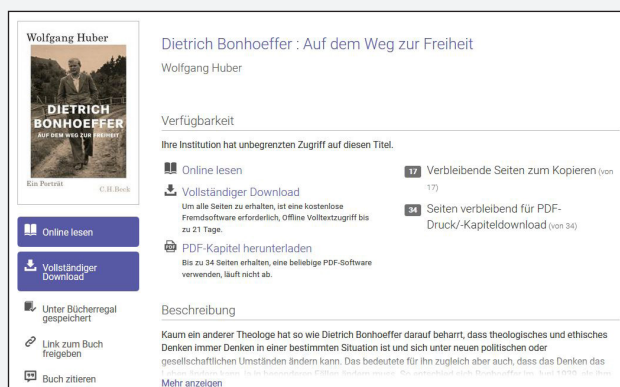 Wolfgang Huber
DIETRICH
BONHOEFFER
AUF DEM WEG ZUR FREIHEIT
Ein Porträt
C.H.Beck
Online lesen
Vollständiger
Download
Unter Bücherregal
gespeichert
Link zum Buch
freigeben
Buch zitieren
Dietrich Bonhoeffer : Auf dem Weg zur Freiheit
Wolfgang Huber
Verfügbarkeit
Ihre Institution hat unbegrenzten Zugriff auf diesen Titel.
Online lesen
Vollständiger Download
Um alle Seiten zu erhalten, ist eine kostenlose
Fremdsoftware erforderlich, Offline Volltextzugriff bis
zu 21 Tage.
PDF
PDF-Kapitel herunterladen
Bis zu 34 Seiten erhalten, eine beliebige PDF-Software
verwenden, läuft nicht ab.
17 Verbleibende Seiten zum Kopieren (von
17)
34 Seiten verbleibend für PDF-
Druck/-Kapiteldownload (von 34)
Beschreibung
Kaum ein anderer Theologe hat so wie Dietrich Bonhoeffer darauf beharrt, dass theologisches und ethisches
Denken immer Denken in einer bestimmten Situation ist und sich unter neuen politischen oder
gesellschaftlichen Umständen ändern kann. Das bedeutete für ihn zugleich aber auch, dass das Denken das
Mehr anzeigen